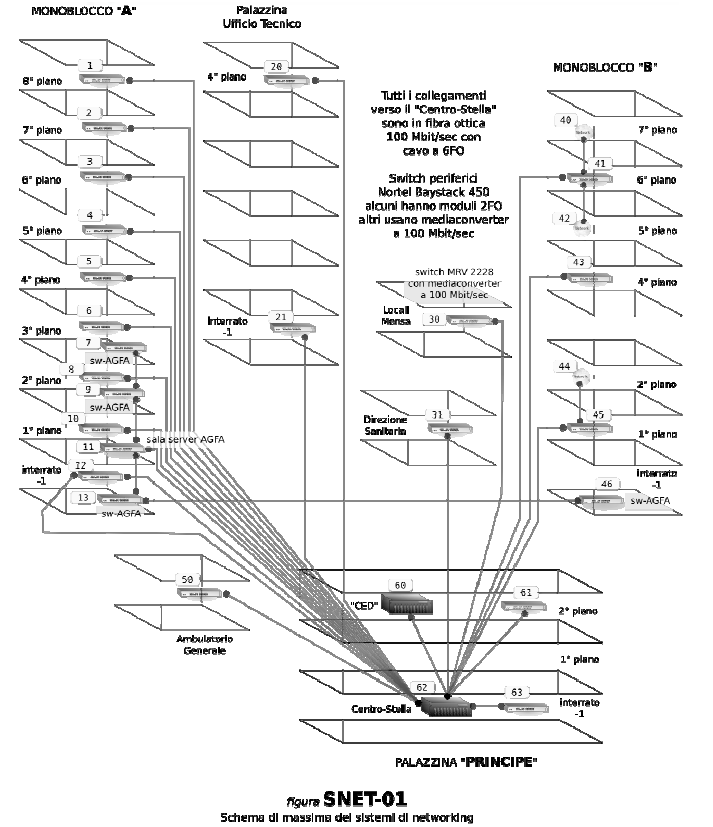 MONOBLOCCO "A"
Palazzina
Ufficio Tecnico
MONOBLOCCO "B"
8° piano
1
7° piano
2
6° piano
3
5° piano
4
4° piano
5
3° piano
6
7
sw-AGFA
2° piano
8
9
sw-AGFA
1° piano
10
11
sala server AGFA
interrato
-1
12
13
sw-AGFA
4° piano
20
interrato
-1
21
Tutti i collegamenti
verso il "Centro-Stella"
sono in fibra ottica
100 Mbit/sec con
cavo a 6FO
Switch periferici
Nortel Baystack 450
alcuni hanno moduli 2FO
altri usano mediaconverter
a 100 Mbit/sec
switch MRV 2228
con mediaconverter
a 100 Mbit/sec
Locali
Mensa
30
Direzione
Sanitaria
31
40
7° piano
41
6° piano
42
5° piano
43
4° piano
44
2° piano
45
1° piano
interrato
-1
46
sw-AGFA
50
Ambulatorio
Generale
60
"CED"
61
2° piano
1° piano
62
Centro-Stella
63
interrato
-1
PALAZZINA "PRINCIPE"
figura SNET-01
Schema di massima dei sistemi di networking